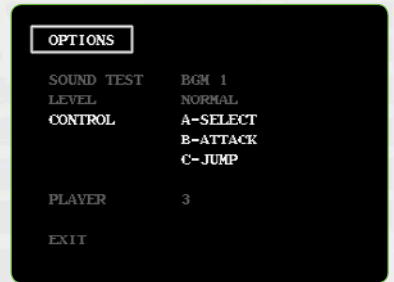 OPTIONS
SOUND TEST BGM 1
LEVEL NORMAL
CONTROL A-SELECT
B-ATTACK
C-JUMP
PLAYER 3
EXIT